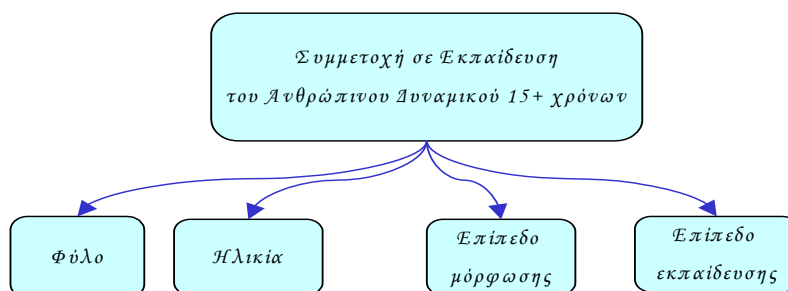 Συμμετοχή σε Εκπαίδευση
του Ανθρώπινου Δυναμικού 15+ χρόνων
Φύλο
Ηλικία
Επίπεδο
μόρφωσης
Επίπεδο
εκπαίδευσης